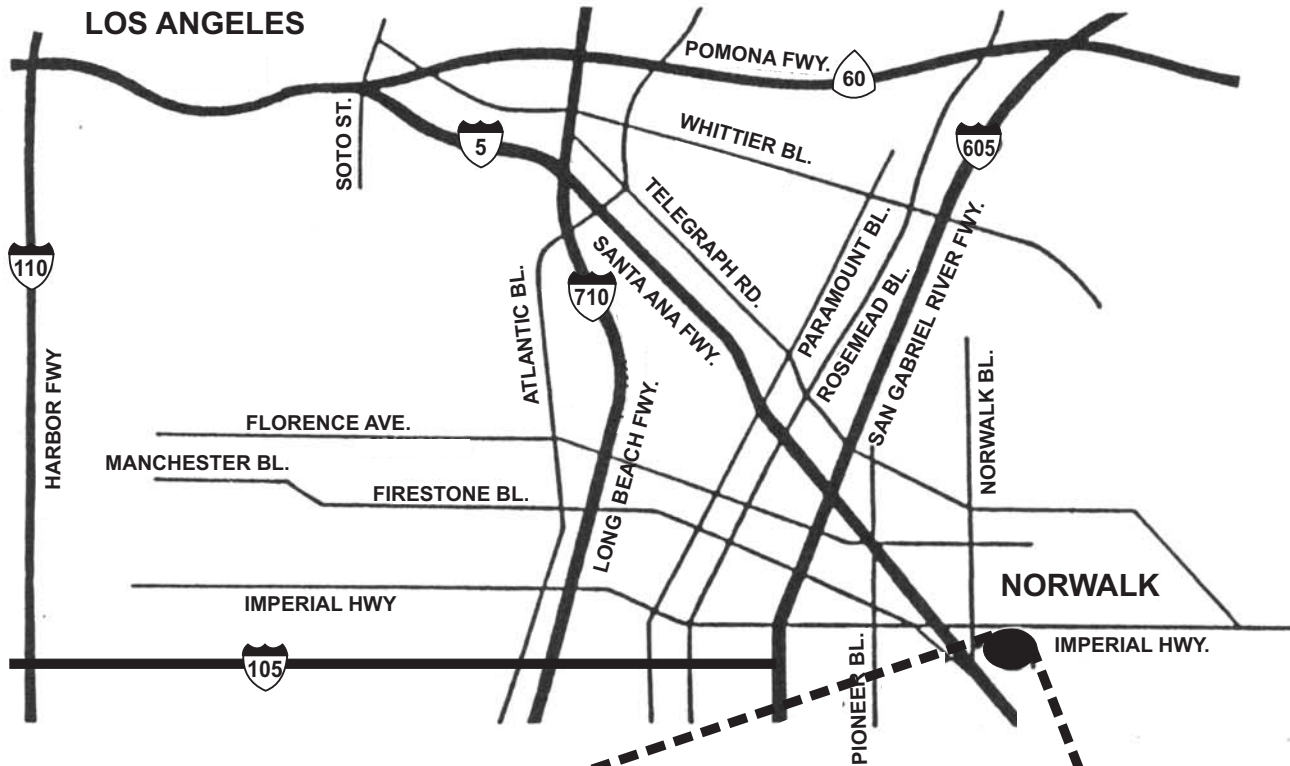 LOS ANGELES
POMONA FWY.
60
SOTO ST.
5
WHITTIER BL.
605
TELEGRAPH RD.
PARAMOUNT BL.
110
SANTA ANA FWY.
ROSEMEAD BL.
SAN GABRIEL RIVER FWY.
710
ATLANTIC BL.
HARBOR FWY
NORWALK BL.
FLORENCE AVE.
LONG BEACH FWY.
MANCHESTER BL.
FIRESTONE BL.
NORWALK
IMPERIAL HWY
IMPERIAL HWY.
105
PIONEER BL.